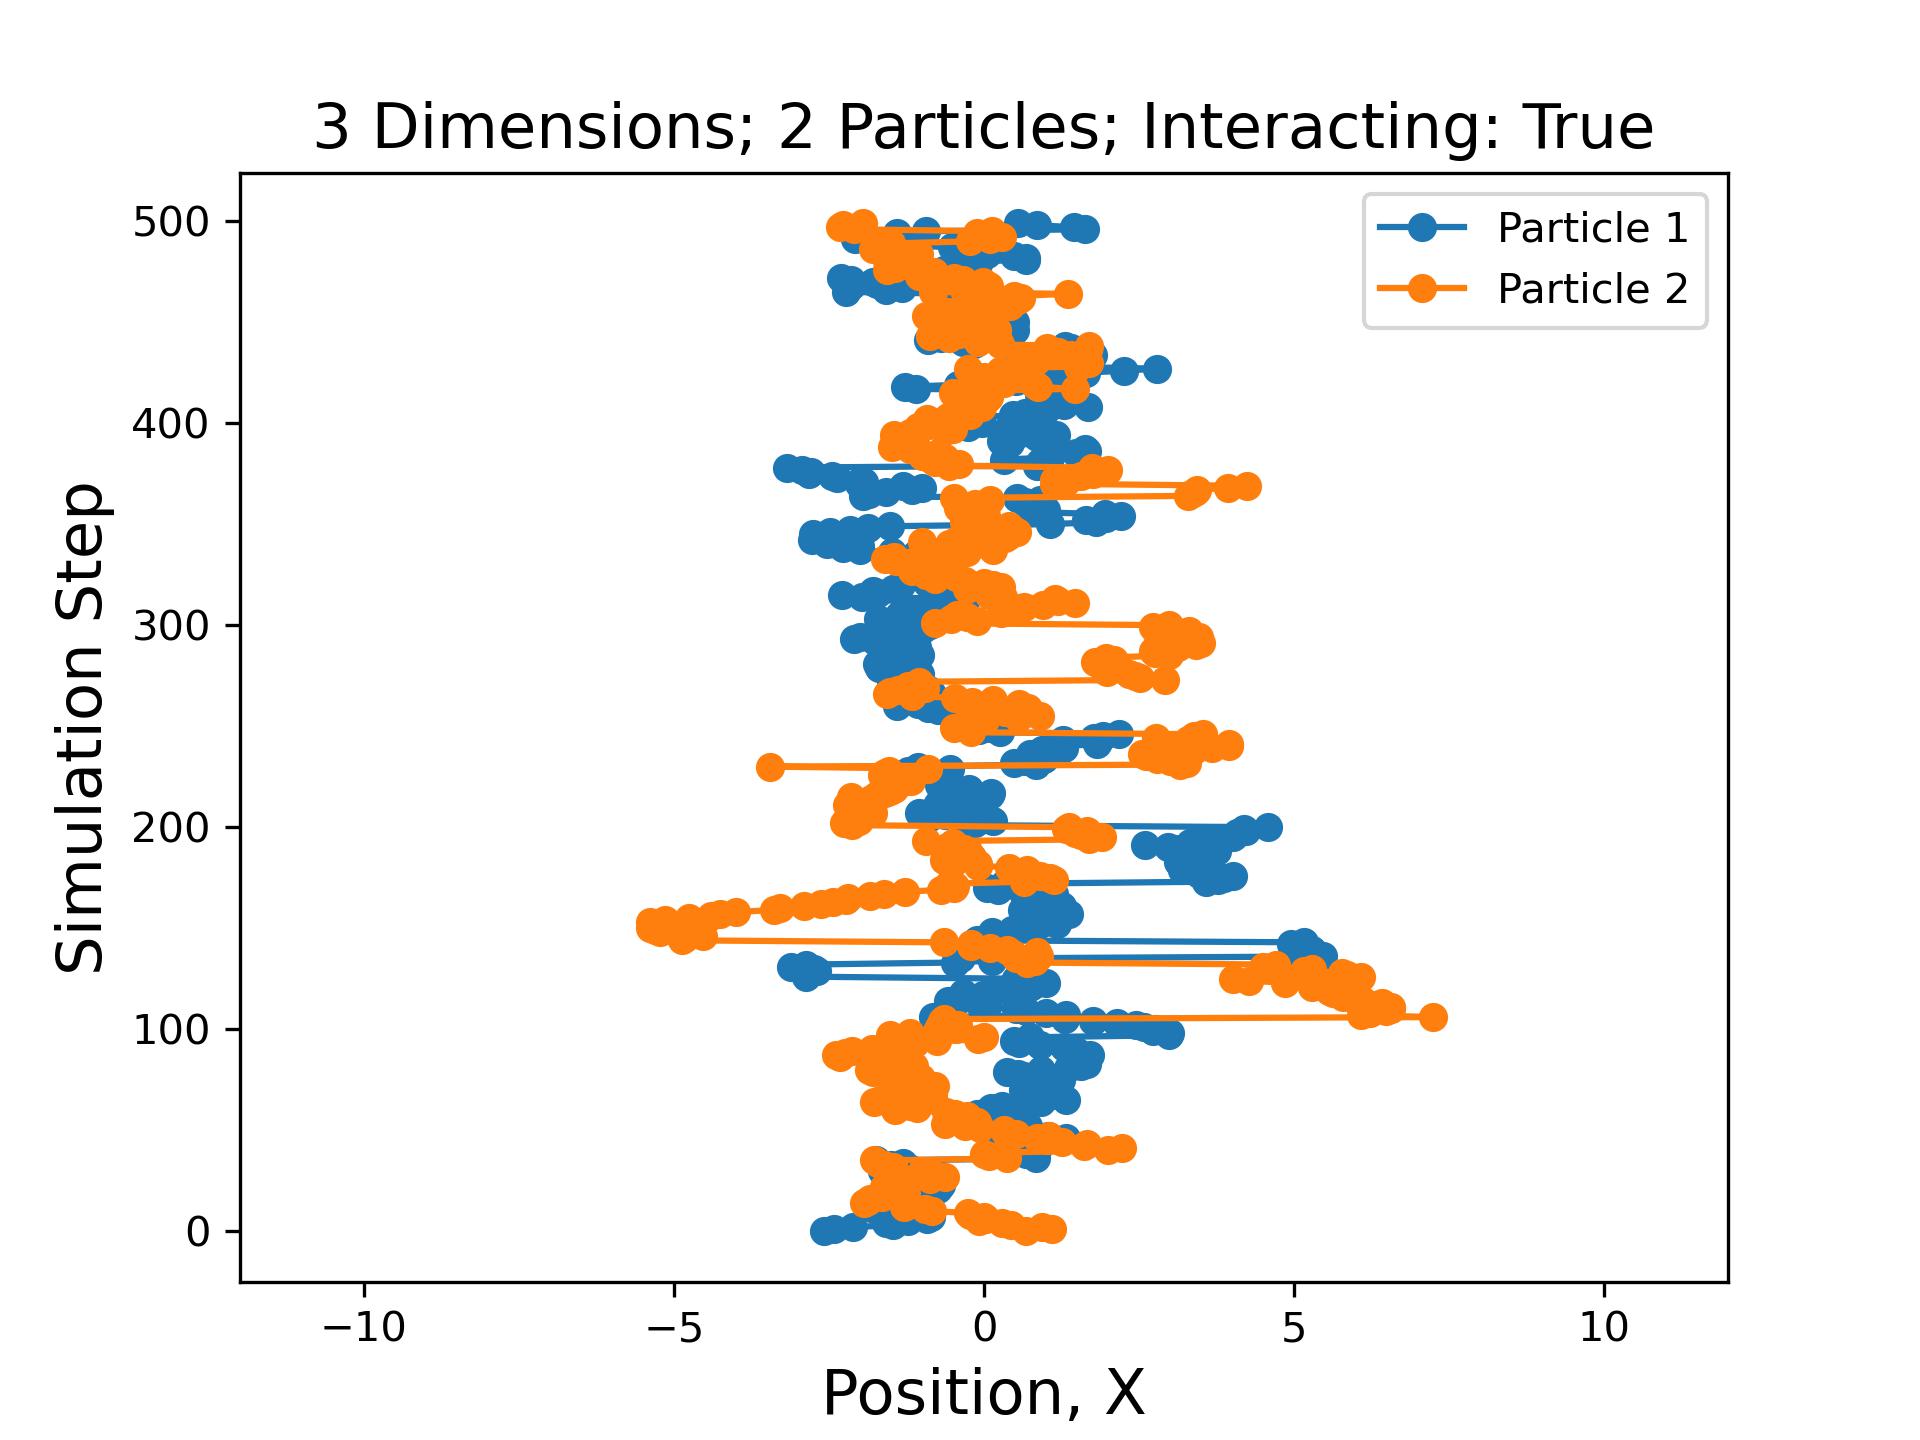 3 Dimensions; 2 Particles; Interacting: True
Particle 1
Particle 2
500
400
300
200
100
0
Simulation Step
−10
−5
0
5
10
Position, X